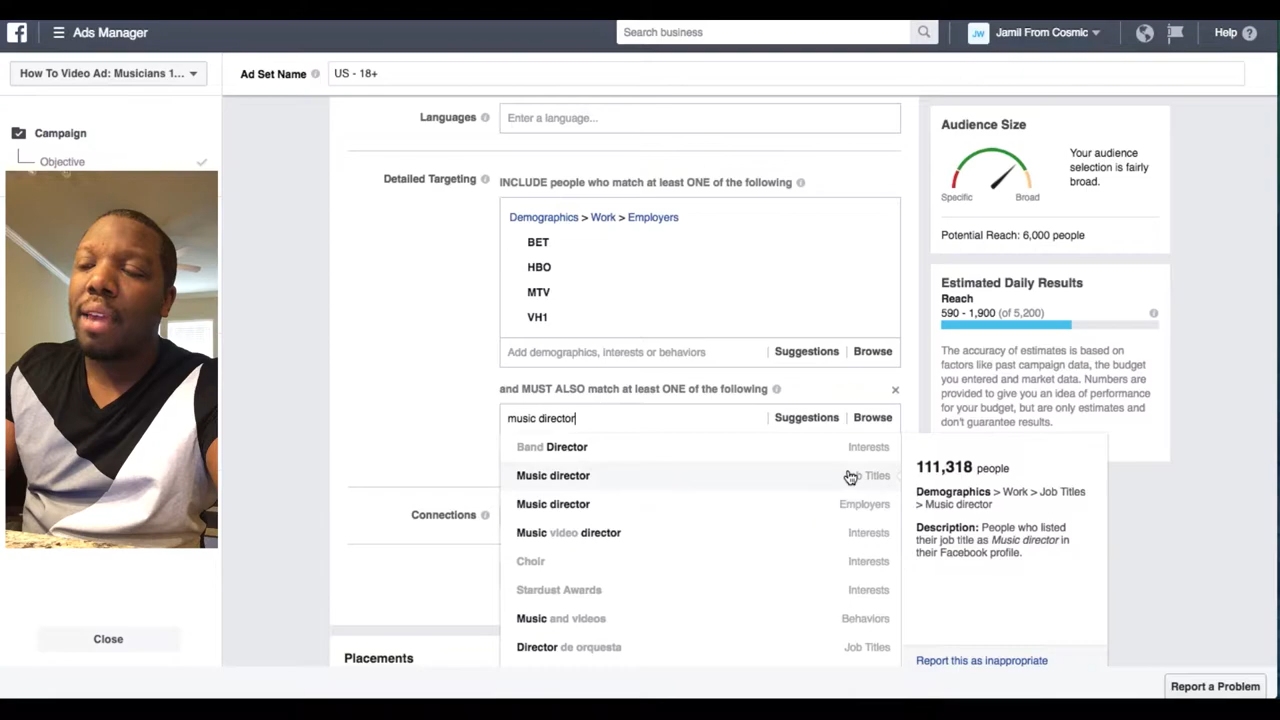 Ads Manager
Search business
JW
Jamil From Cosmic
Help
How To Video Ad: Musicians 1...
Ad Set Name
US - 18+
Campaign
Objective
Languages
Enter a language...
Detailed Targeting
INCLUDE people who match at least ONE of the following
Demographics > Work > Employers
BET
HBO
MTV
VH1
Add demographics, interests or behaviors
Suggestions
Browse
and MUST ALSO match at least ONE of the following
music director
Suggestions
Browse
Band Director Interests
Music director Titles
Music director Employers
Music video director Interests
Choir Interests
Stardust Awards Interests
Music and videos Behaviors
Director de orquesta Job Titles
Connections
Placements
Close
Audience Size
Specific
Broad
Your audience
selection is fairly
broad.
Potential Reach: 6,000 people
Estimated Daily Results
Reach
590 - 1,900 (of 5,200)
The accuracy of estimates is based on
factors like past campaign data, the budget
you entered and market data. Numbers are
provided to give you an idea of performance
for your budget, but are only estimates and
don't guarantee results.
111,318 people
Demographics > Work > Job Titles
> Music director
Description: People who listed
their job title as Music director in
their Facebook profile.
Report this as inappropriate
Report a Problem